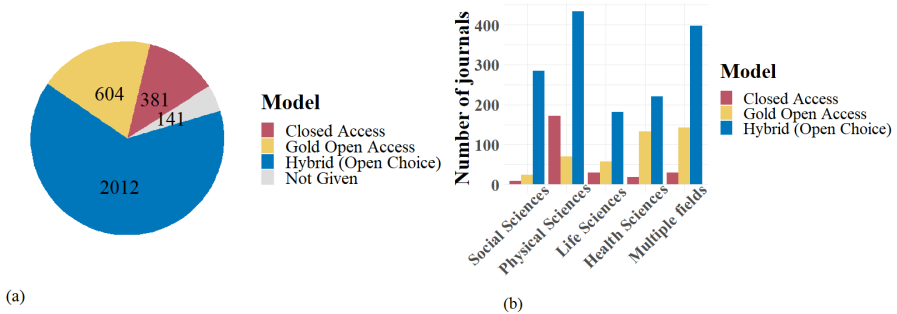 604
381
141
2012
Model
Closed Access
Gold Open Access
Hybrid (Open Choice)
Not Given
(a)
Number of journals
400
300
200
100
0
Social Sciences
Physical Sciences
Life Sciences
Health Sciences
Multiple fields
Model
Closed Access
Gold Open Access
Hybrid (Open Choice)
(b)